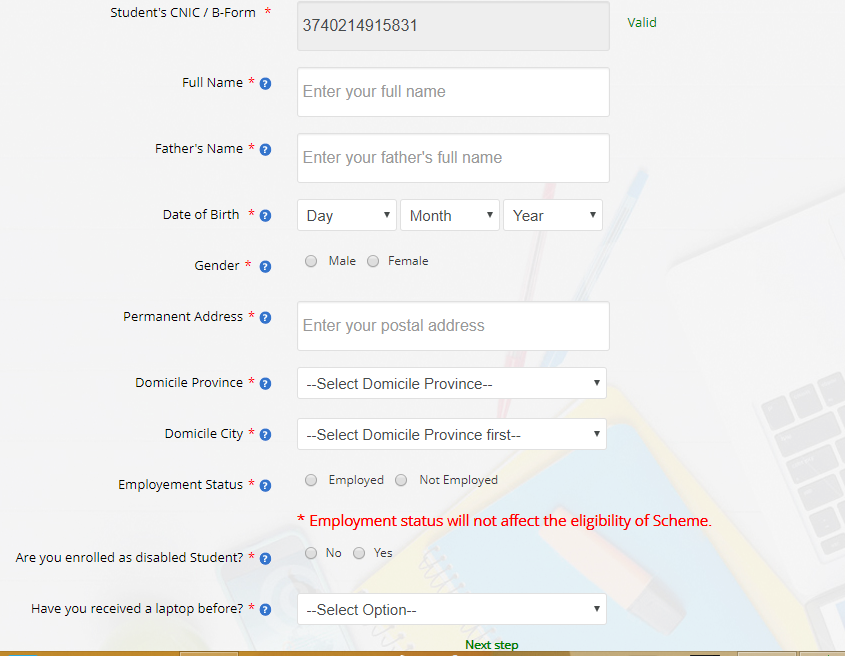 Student's CNIC / B-Form * 3740214915831 Valid
Full Name * ? Enter your full name
Father's Name * ? Enter your father's full name
Date of Birth * ? Day Month Year
Gender * ? Male Female
Permanent Address * ? Enter your postal address
Domicile Province * ? --Select Domicile Province--
Domicile City * ? --Select Domicile Province first--
Employement Status * ? Employed Not Employed
* Employment status will not affect the eligibility of Scheme.
Are you enrolled as disabled Student? * ? No Yes
Have you received a laptop before? * ? --Select Option--
Next step